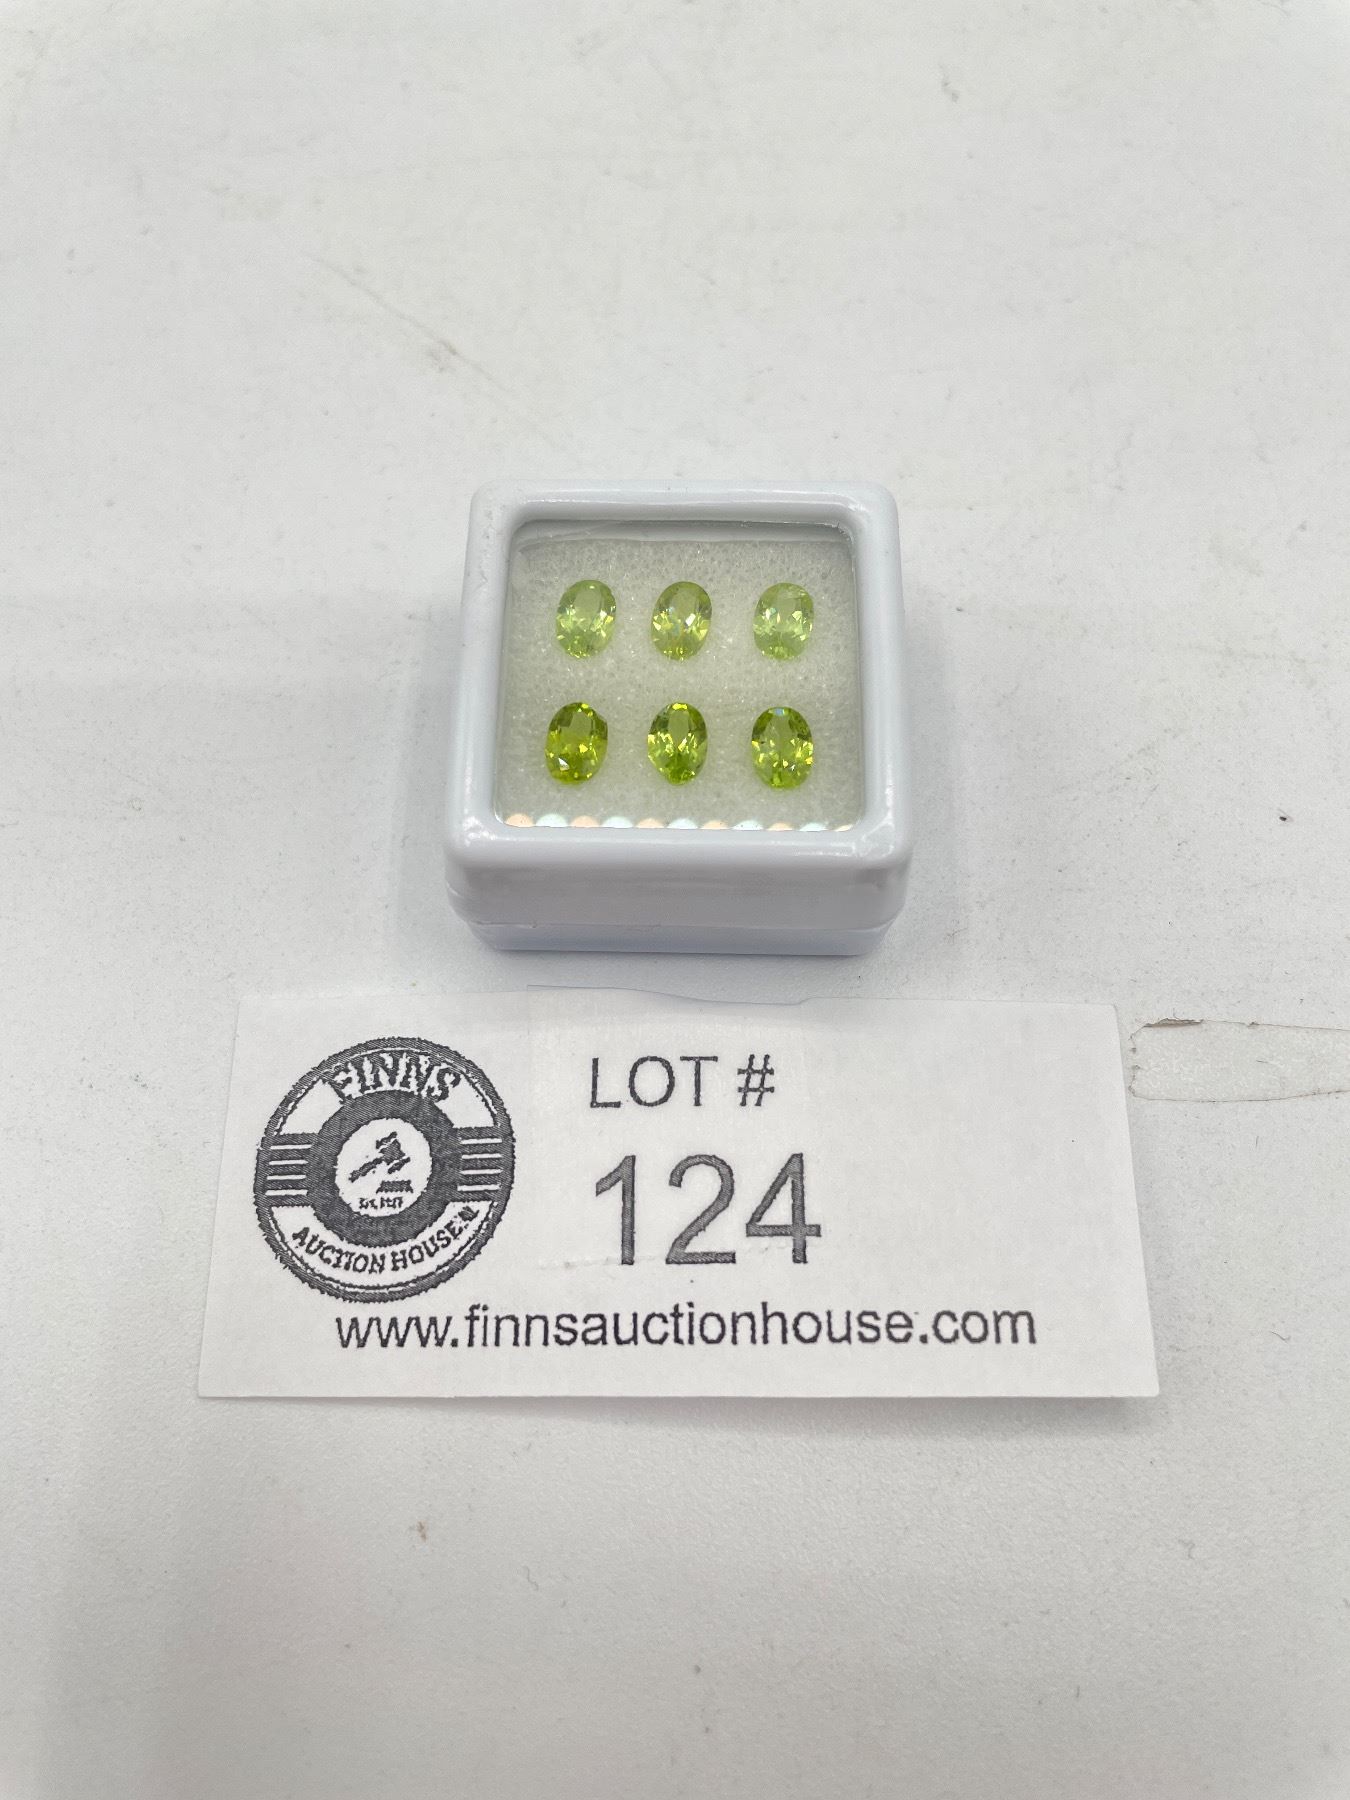 FINNS
AUCTION HOUSE
LOT #
124
www.finnsauctionhouse.com